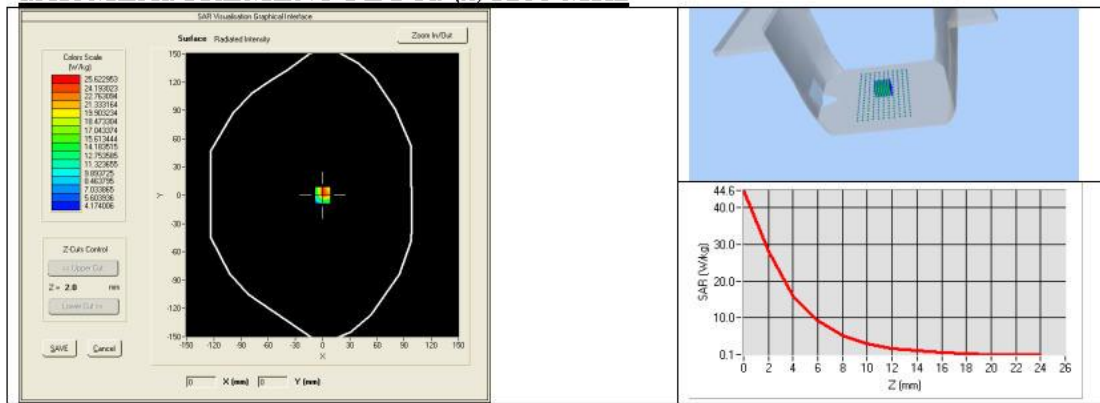 SAR Visualisation Graphical Interface
Surface Radiated Intensity
Zoom In/Out
Colors Scale
(W/kg)
25.622953
24.193023
22.763094
21.333164
19.903234
18.473304
17.043374
15.613444
14.183515
12.753585
11.323655
9.893725
8.463795
7.033865
5.603936
4.174006
150
120
90
60
30
0
-30
-60
-90
-120
-150
Y
-150 -120 -90 -60 -30 0 30 60 90 120 150
X
Z-Cuts Control
<< Upper Cut
Z = 2.0 mm
Lower Cut >>
SAVE Cancel
0 X (mm) 0 Y (mm)
44.6
40.0
30.0
20.0
10.0
0.1
SAR (W/kg)
0 2 4 6 8 10 12 14 16 18 20 22 24 26
Z (mm)